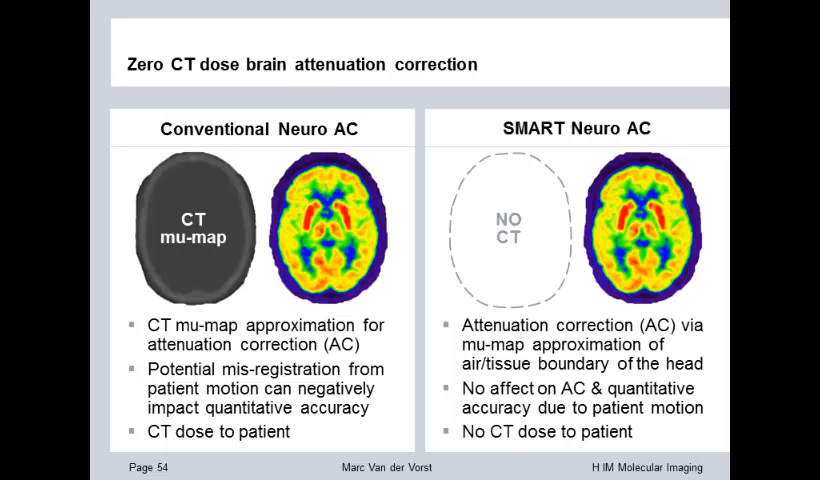 Zero CT dose brain attenuation correction
Conventional Neuro AC
CT
mu-map
CT mu-map approximation for
attenuation correction (AC)
Potential mis-registration from
patient motion can negatively
impact quantitative accuracy
CT dose to patient
SMART Neuro AC
NO
CT
Attenuation correction (AC) via
mu-map approximation of
air/tissue boundary of the head
No affect on AC & quantitative
accuracy due to patient motion
No CT dose to patient
Page 54
Marc Van der Vorst
H IM Molecular Imaging